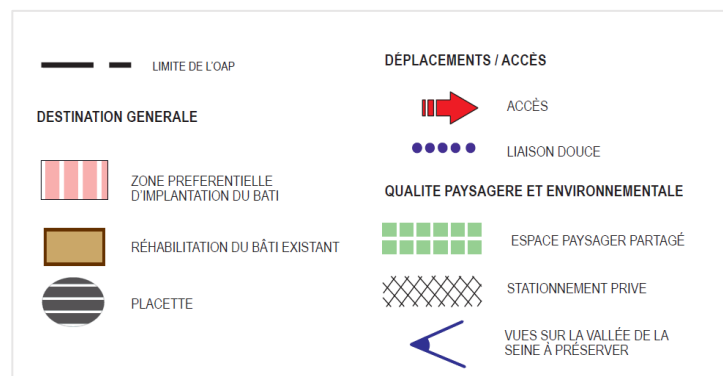 LIMITE DE L'OAP
DESTINATION GENERALE
ZONE PREFERENTIELLE
D'IMPLANTATION DU BATI
RÉHABILITATION DU BÂTI EXISTANT
PLACETTE
DÉPLACEMENTS / ACCÈS
ACCÈS
LIAISON DOUCE
QUALITE PAYSAGERE ET ENVIRONNEMENTALE
ESPACE PAYSAGER PARTAGÉ
STATIONNEMENT PRIVE
VUES SUR LA VALLÉE DE LA
SEINE À PRÉSERVER